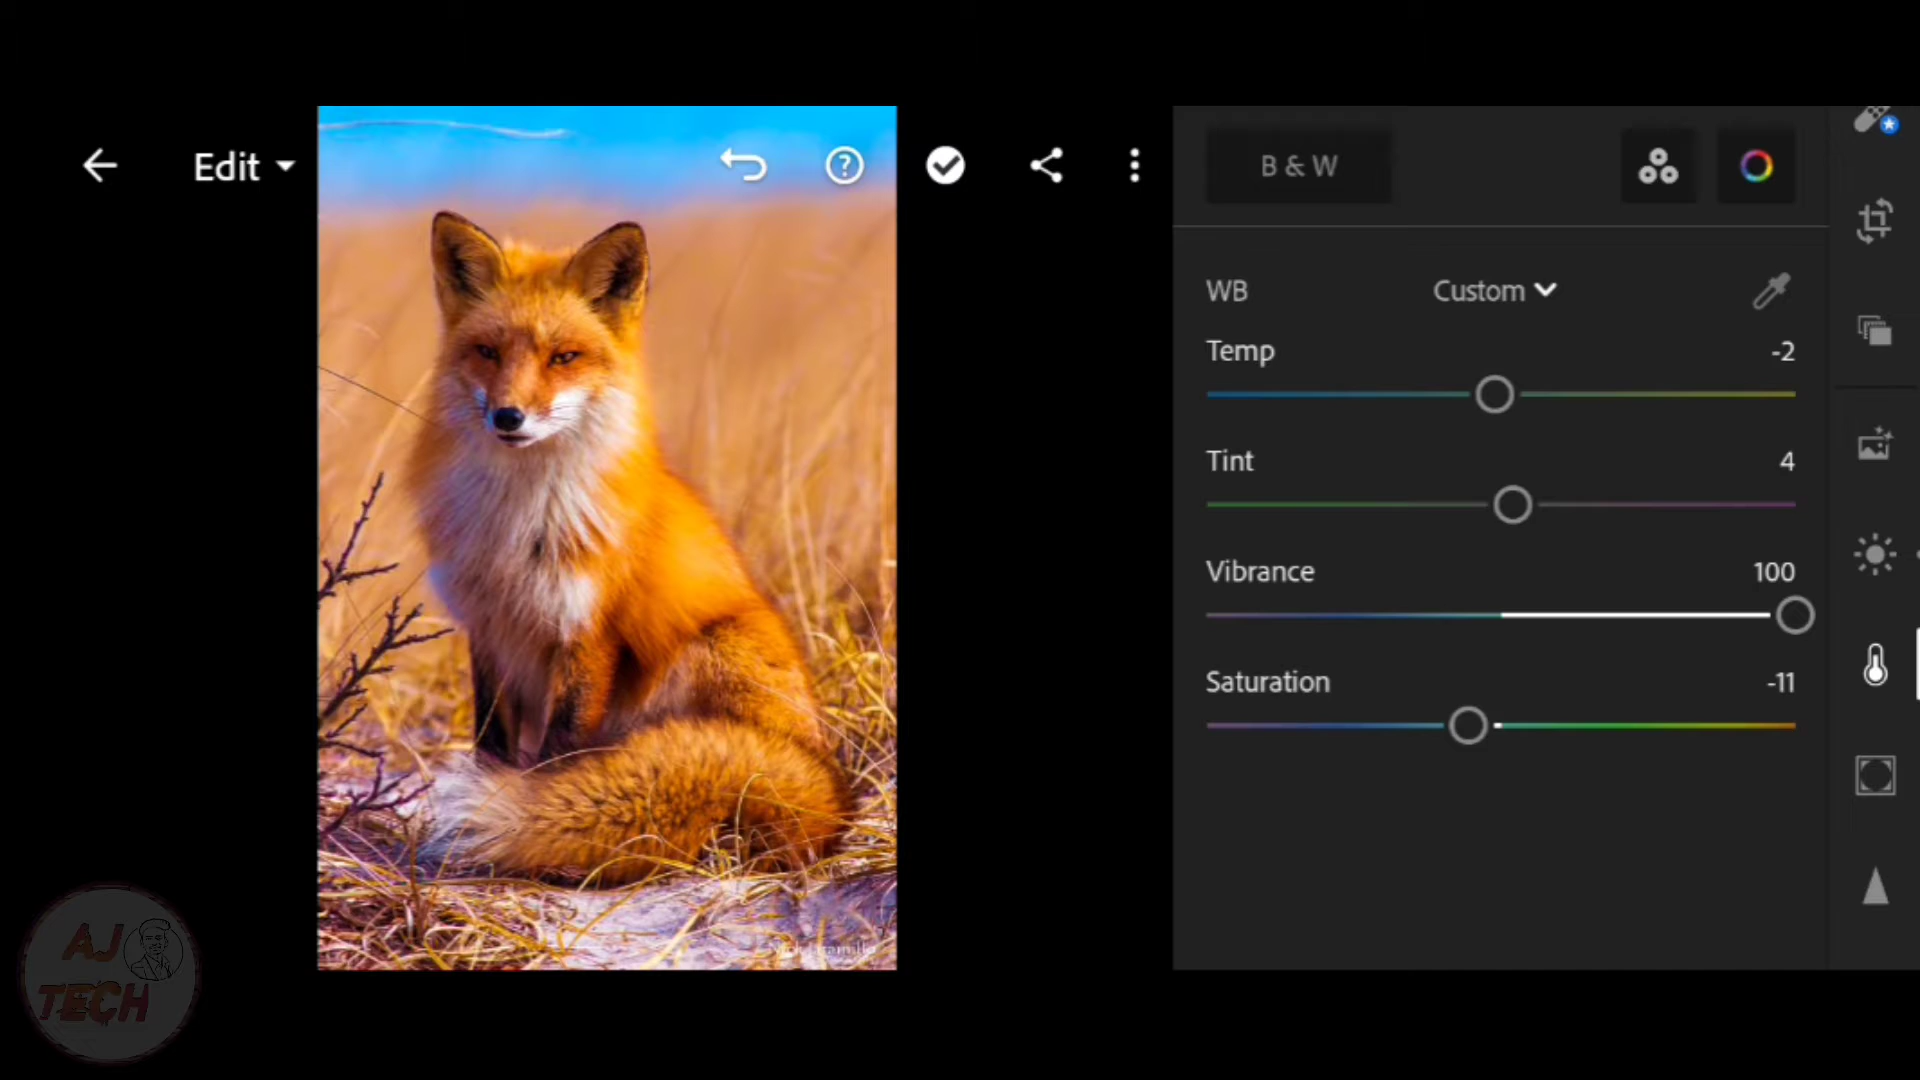 Edit
B & W
WB
Custom
Temp
-2
Tint
4
Vibrance
100
Saturation
-11
AJ
TECH